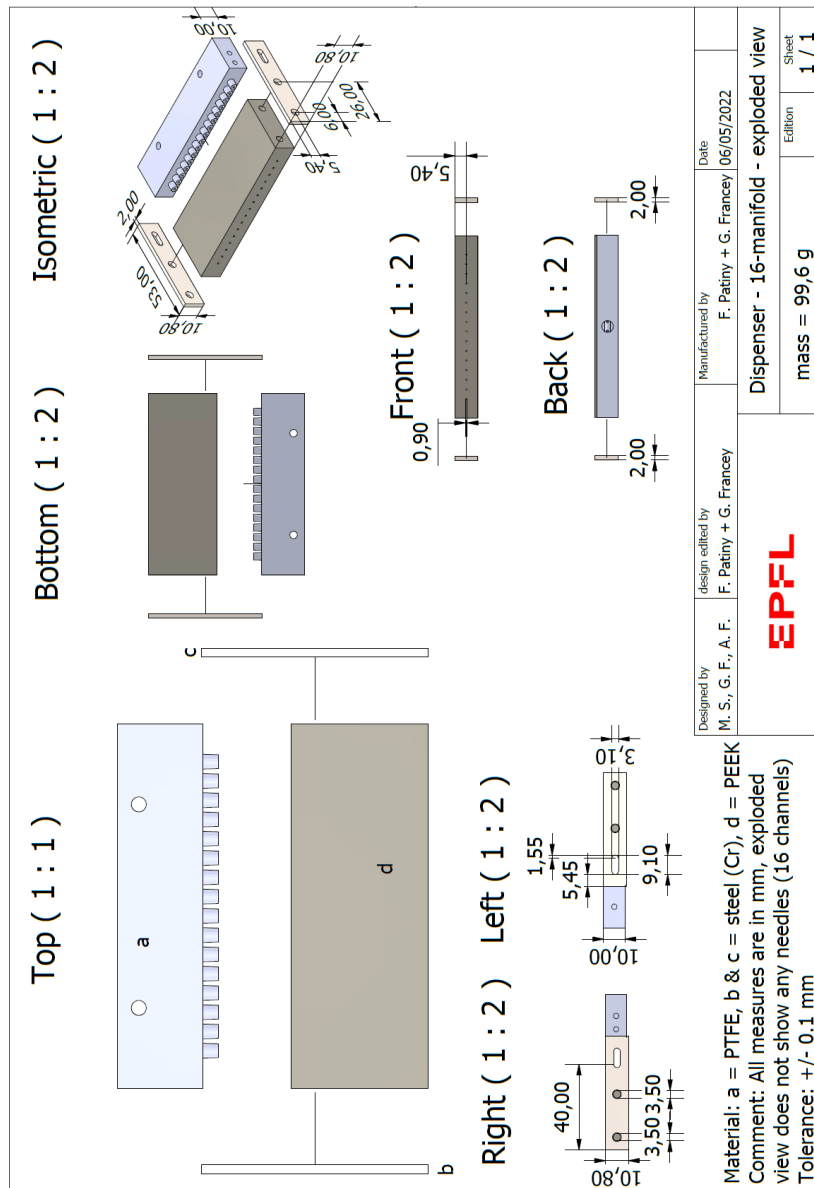 Top ( 1 : 1 )
a
b
c
d
Bottom ( 1 : 2 )
Isometric ( 1 : 2 )
10,00
10,80
2,00
53,00
10,80
5,40
6,00
26,00
Right ( 1 : 2 )
40,00
10,80
3,50
3,50
Left ( 1 : 2 )
1,55
5,45
10,00
9,10
3,10
Front ( 1 : 2 )
0,90
5,40
Back ( 1 : 2 )
2,00
2,00
Material: a = PTFE, b & c = steel (Cr), d = PEEK
Comment: All measures are in mm, exploded
view does not show any needles (16 channels)
Tolerance: +/- 0.1 mm
Designed by
M. S., G. F., A. F.
design edited by
F. Patiny + G. Francey
Manufactured by
F. Patiny + G. Francey
Date
06/05/2022
EPFL
Dispenser - 16-manifold - exploded view
mass = 99,6 g
Edition
Sheet
1 / 1